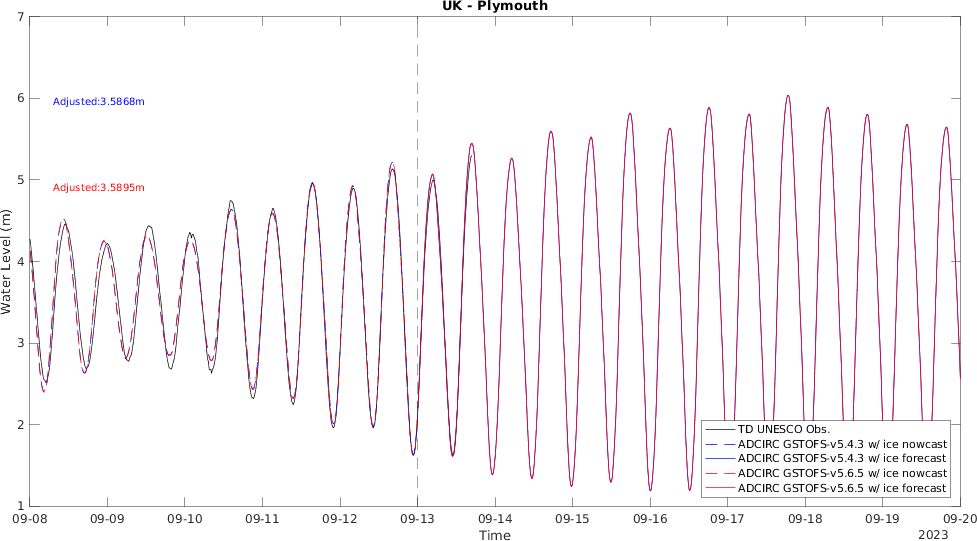 UK - Plymouth
7
6
5
4
3
2
1
Water Level (m)
Adjusted:3.5868m
Adjusted:3.5895m
TD UNESCO Obs.
ADCIRC GSTOFS-v5.4.3 w/ ice nowcast
ADCIRC GSTOFS-v5.4.3 w/ ice forecast
ADCIRC GSTOFS-v5.6.5 w/ ice nowcast
ADCIRC GSTOFS-v5.6.5 w/ ice forecast
09-08 09-09 09-10 09-11 09-12 09-13 09-14 09-15 09-16 09-17 09-18 09-19 09-20
Time
2023